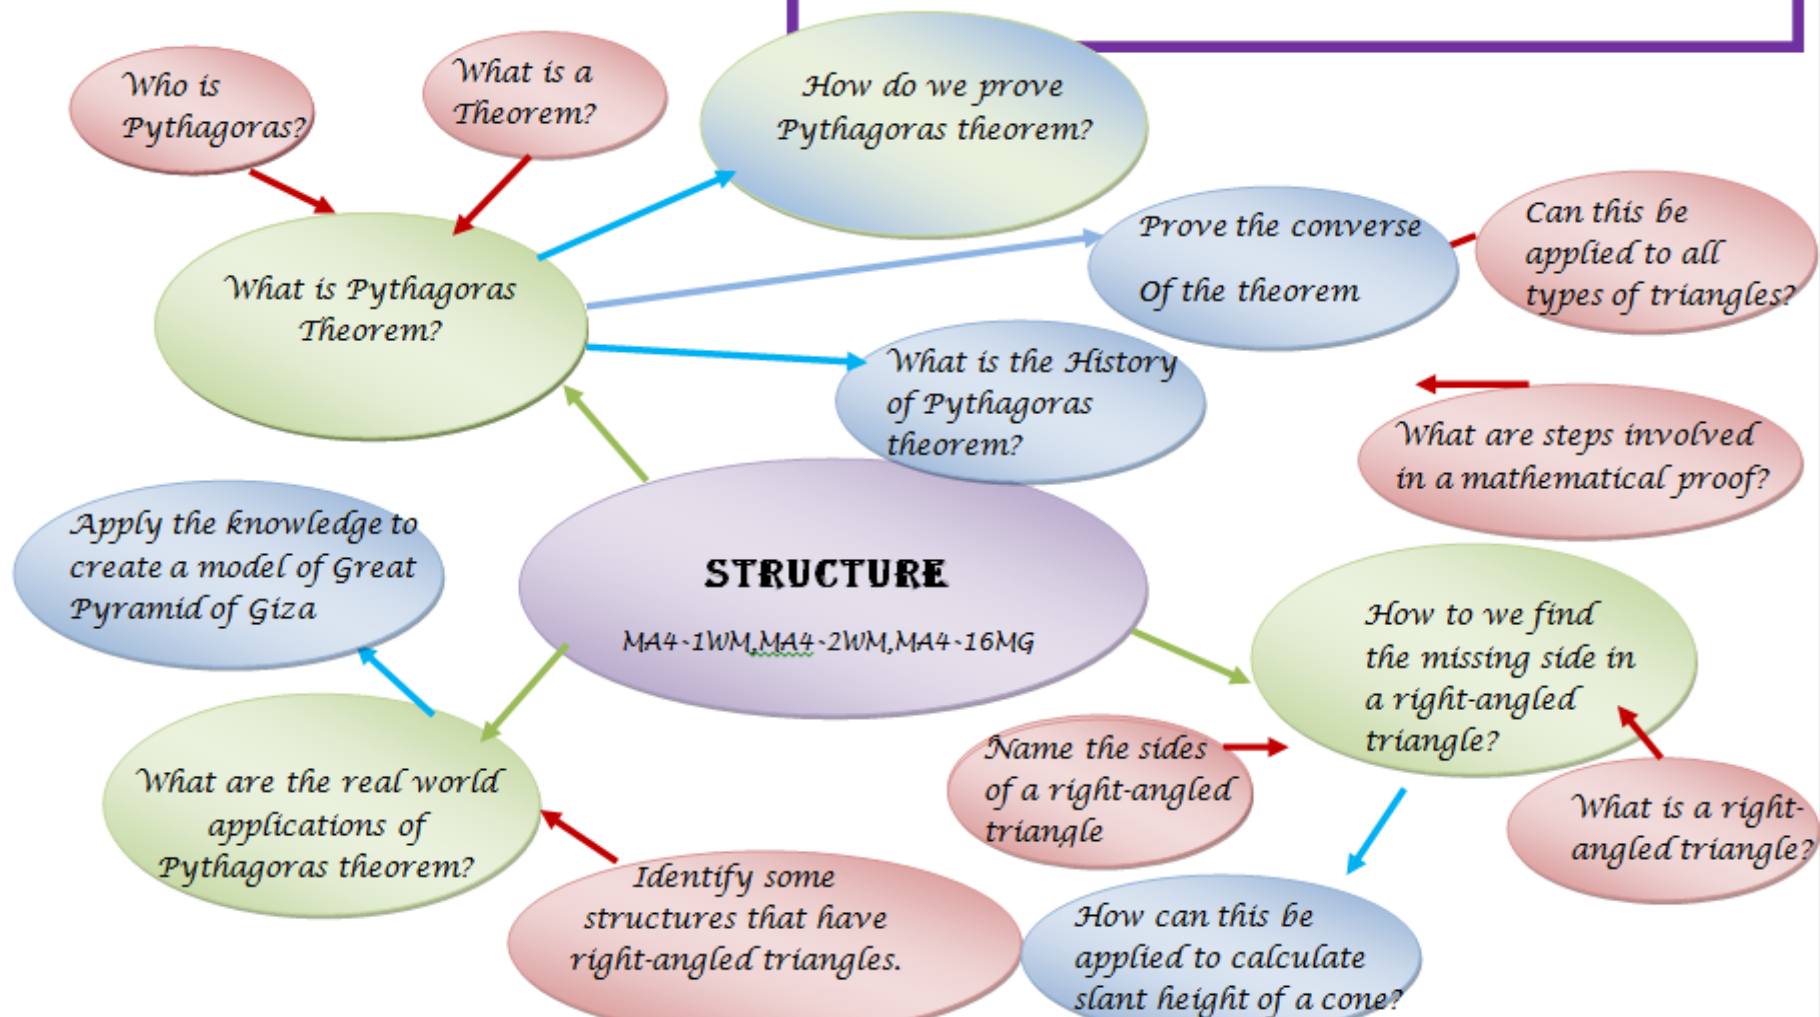 Who is
Pythagoras?
What is a
Theorem?
How do we prove
Pythagoras theorem?
Prove the converse
Of the theorem
Can this be
applied to all
types of triangles?
What is Pythagoras
Theorem?
What is the History
of Pythagoras
theorem?
What are steps involved
in a mathematical proof?
Apply the knowledge to
create a model of Great
Pyramid of Giza
STRUCTURE
MA4-1WM,MA4-2WM,MA4-16MG
How to we find
the missing side in
a right-angled
triangle?
Name the sides
of a right-angled
triangle
What is a right-
angled triangle?
What are the real world
applications of
Pythagoras theorem?
Identify some
structures that have
right-angled triangles.
How can this be
applied to calculate
slant height of a cone?